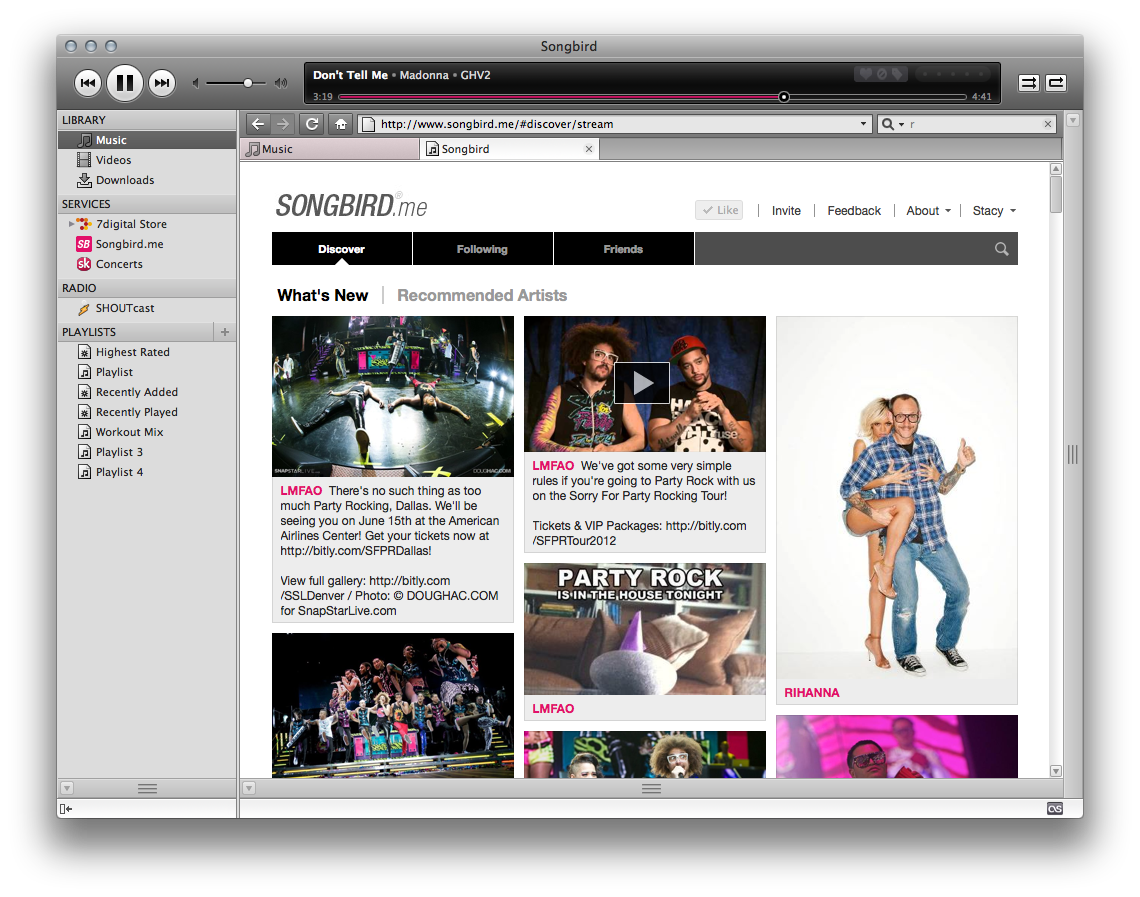 Songbird
Don't Tell Me • Madonna • GHV2
3:19
4:41
LIBRARY
Music
Videos
Downloads
SERVICES
7digital Store
SB Songbird.me
sk Concerts
RADIO
SHOUTcast
PLAYLISTS
Highest Rated
Playlist
Recently Added
Recently Played
Workout Mix
Playlist 3
Playlist 4
http://www.songbird.me/#discover/stream
r
Music
Songbird
SONGBIRD®.me
Like
Invite
Feedback
About
Stacy
Discover
Following
Friends
What's New
Recommended Artists
SNAPSTARLIVE.COM
DOUGHAC.COM
LMFAO There's no such thing as too
much Party Rocking, Dallas. We'll be
seeing you on June 15th at the American
Airlines Center! Get your tickets now at
http://bitly.com/SFPRDallas!
View full gallery: http://bitly.com
/SSLDenver / Photo: © DOUGHAC.COM
for SnapStarLive.com
fuse
LMFAO We've got some very simple
rules if you're going to Party Rock with us
on the Sorry For Party Rocking Tour!
Tickets & VIP Packages: http://bitly.com
/SFPRTour2012
PARTY ROCK
IS IN THE HOUSE TONIGHT
LMFAO
RIHANNA